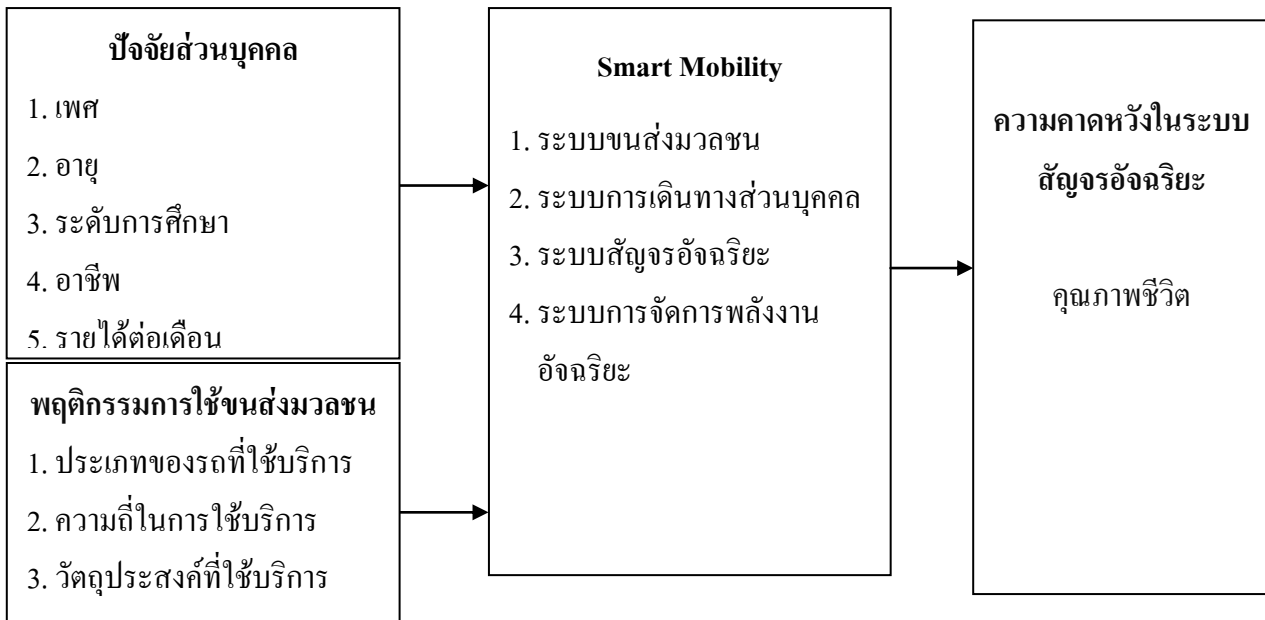 ปัจจัยส่วนบุคคล
1. เพศ
2. อายุ
3. ระดับการศึกษา
4. อาชีพ
5. รายได้ต่อเดือน
พฤติกรรมการใช้ขนส่งมวลชน
1. ประเภทของรถที่ใช้บริการ
2. ความถี่ในการใช้บริการ
3. วัตถุประสงค์ที่ใช้บริการ
Smart Mobility
1. ระบบขนส่งมวลชน
2. ระบบการเดินทางส่วนบุคคล
3. ระบบสัญจรอัจฉริยะ
4. ระบบการจัดการพลังงาน
อัจฉริยะ
ความคาดหวังในระบบ
สัญจรอัจฉริยะ
คุณภาพชีวิต